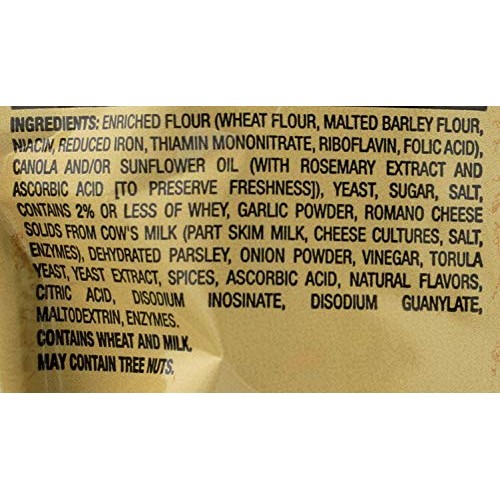 INGREDIENTS: ENRICHED FLOUR (WHEAT FLOUR, MALTED BARLEY FLOUR,
NIACIN, REDUCED IRON, THIAMIN MONONITRATE, RIBOFLAVIN, FOLIC ACID),
CANOLA AND/OR SUNFLOWER OIL (WITH ROSEMARY EXTRACT AND
ASCORBIC ACID [TO PRESERVE FRESHNESS]), YEAST, SUGAR, SALT,
CONTAINS 2% OR LESS OF WHEY, GARLIC POWDER, ROMANO CHEESE
SOLIDS FROM COW'S MILK (PART SKIM MILK, CHEESE CULTURES, SALT,
ENZYMES), DEHYDRATED PARSLEY, ONION POWDER, VINEGAR, TORULA
YEAST, YEAST EXTRACT, SPICES, ASCORBIC ACID, NATURAL FLAVORS,
CITRIC ACID, DISODIUM INOSINATE, DISODIUM GUANYLATE,
MALTODEXTRIN, ENZYMES.
CONTAINS WHEAT AND MILK.
MAY CONTAIN TREE NUTS.